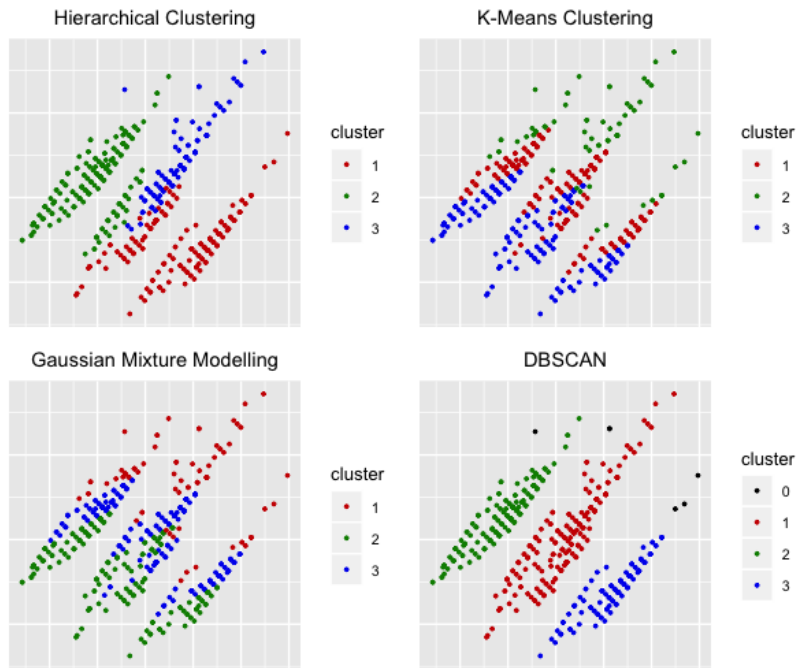 Hierarchical Clustering
cluster
1
2
3
K-Means Clustering
cluster
1
2
3
Gaussian Mixture Modelling
cluster
1
2
3
DBSCAN
cluster
0
1
2
3